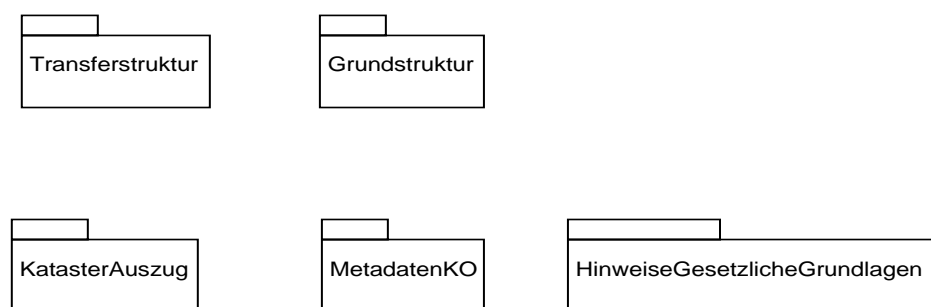 Transferstruktur
Grundstruktur
KatasterAuszug
MetadatenKO
HinweiseGesetzlicheGrundlagen